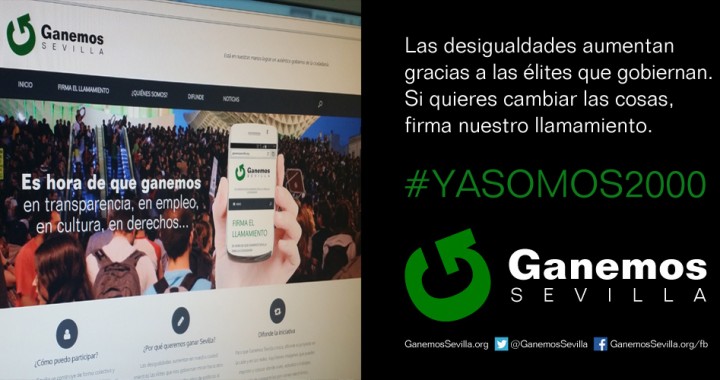 Ganemos
SEVILLA
INICIO FIRMA EL LLAMAMIENTO ¿QUIÉNES SOMOS? DIFUNDE NOTICIAS
Es hora de que ganemos
en transparencia, en empleo,
en cultura, en derechos...
Ganemos
SEVILLA
FIRMA EL
LLAMAMIENTO
¿Cómo puedo participar?
¿Por qué queremos ganar Sevilla?
Difunde la iniciativa
Las desigualdades aumentan
gracias a las élites que gobiernan.
Si quieres cambiar las cosas,
firma nuestro llamamiento.
#YASOMOS2000
Ganemos
SEVILLA
GanemosSevilla.org @GanemosSevilla GanemosSevilla.org/fb